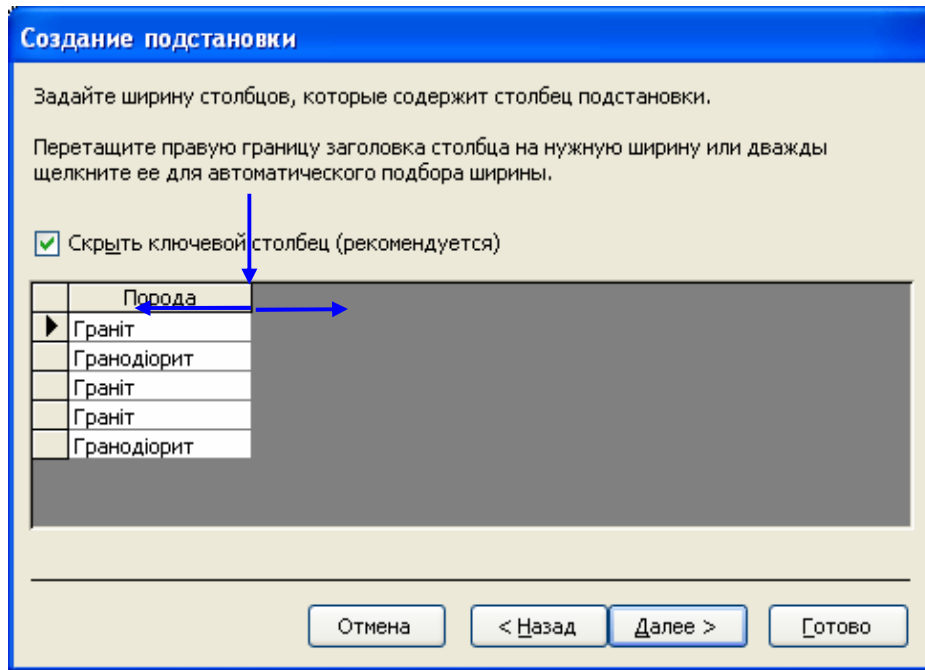 Создание подстановки
Задайте ширину столбцов, которые содержит столбец подстановки.
Перетащите правую границу заголовка столбца на нужную ширину или дважды
щелкните ее для автоматического подбора ширины.
Скрыть ключевой столбец (рекомендуется)
Порода
Граніт
Гранодіорит
Граніт
Граніт
Гранодіорит
Отмена < Назад Далее > Готово